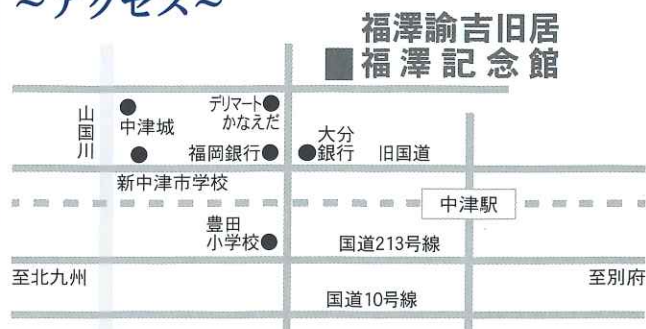 ~アクセス~
福澤諭吉旧居
福澤記念館
山国川
中津城
デリマート
かなえだ
新中津市学校
福岡銀行
大分
銀行
旧国道
中津駅
豊田
小学校
国道213号線
至北九州
至別府
国道10号線